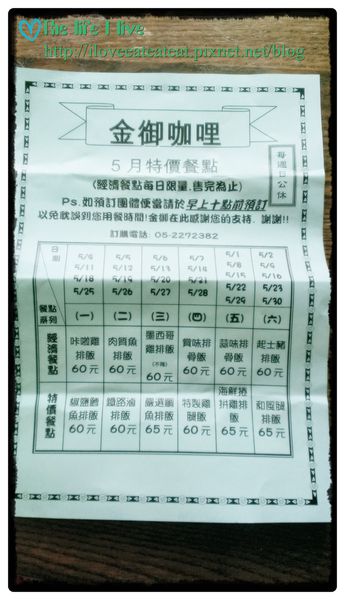 The life I live
http://iloveeateateat.pixnet.net/blog
金御咖哩
每週日公休
5月特價餐點
(經濟餐點每日限量,售完為止)
Ps.如預訂團體便當請於早上十點前預訂
以免耽誤到您用餐時間!金御在此感謝您的支持. 謝謝!!
訂購電話: 05-2272382
日期 5/4 5/5 5/6 5/7 5/1 5/2
5/11 5/12 5/13 5/14 5/8 5/9
5/18 5/19 5/20 5/21 5/15 5/16
5/25 5/26 5/27 5/28 5/22 5/23
5/29 5/30
餐點系列 (一) (二) (三) (四) (五) (六)
經濟餐點 咔啦雞排飯 60元 肉質魚排飯 60元 墨西哥雞排飯 (不辣) 60元 賞味排骨飯 60元 蒜味排骨飯 60元 起士豬排飯 60元
特價餐點 椒鹽鯛魚排飯 60元 鐵路滷排飯 60元 嚴選鱈魚排飯 65元 特製雞腿飯 60元 海鮮捲拼雞排飯 65元 和風腿排飯 65元